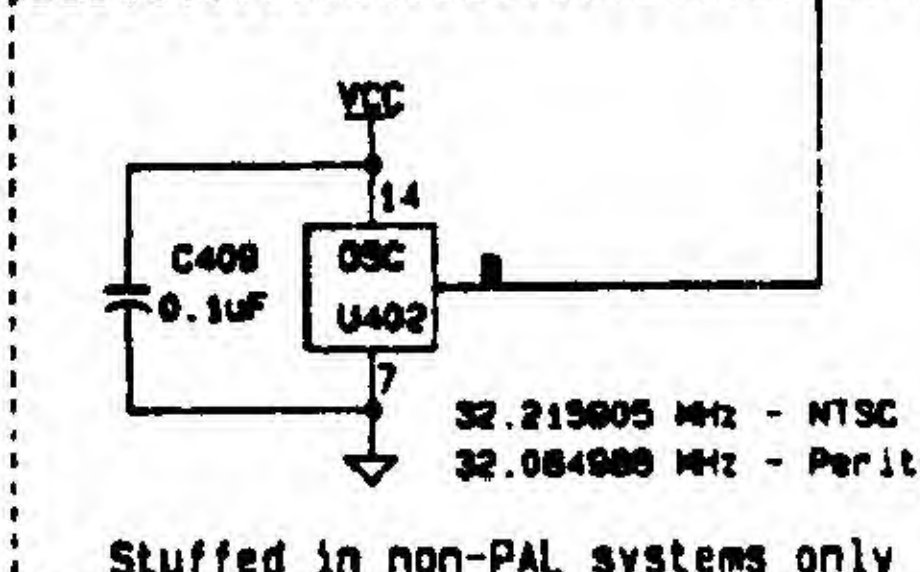 VCC
14
C409
OSC
8
0.1uF
U402
7
32.215905 MHz - NTSC
32.084988 MHz - Perit
Stuffed in non-PAL systems only